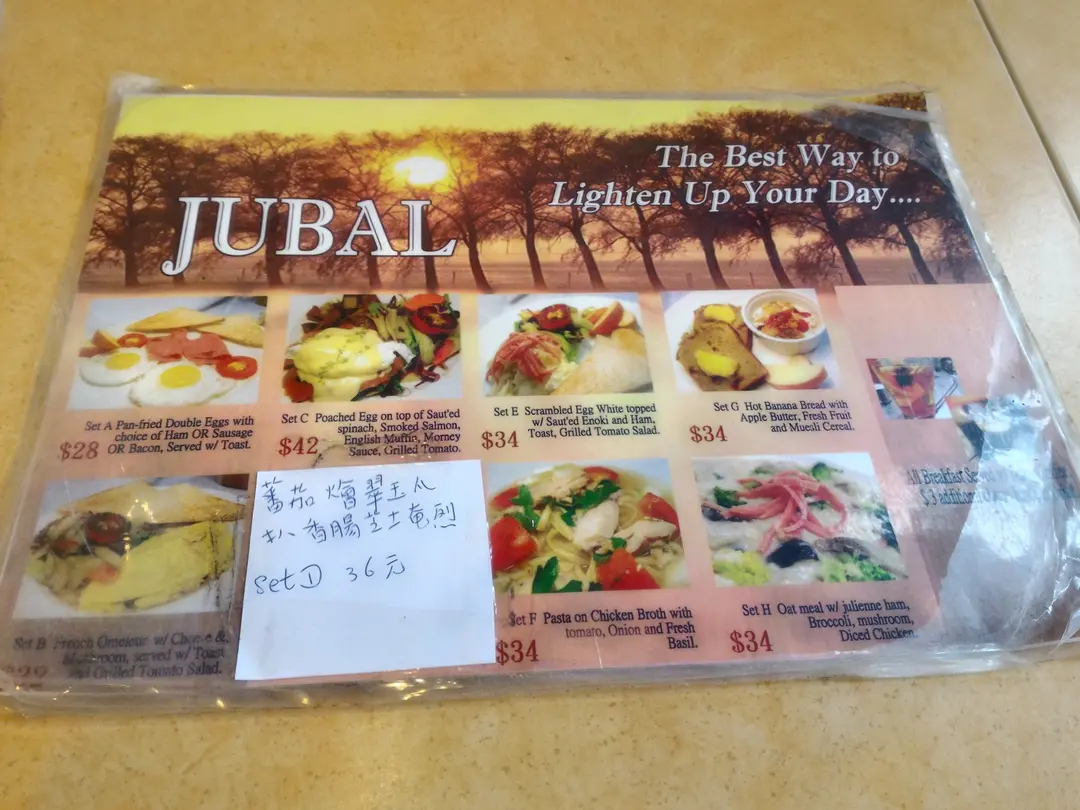 JUBAL
The Best Way to
Lighten Up Your Day....
Set A Pan-fried Double Eggs with
choice of Ham OR Sausage
OR Bacon, Served w/ Toast.
$28
Set C Poached Egg on top of Saut'ed
spinach, Smoked Salmon,
English Muffin, Morney
Sauce, Grilled Tomato.
$42
Set E Scrambled Egg White topped
w/ Saut'ed Enoki and Ham,
Toast, Grilled Tomato Salad.
$34
Set G Hot Banana Bread with
Apple Butter, Fresh Fruit
and Muesli Cereal.
$34
All Breakfast
$3 additional
Set B French Omelette w/ Cheese &
Mushroom, served w/ Toast
and Grilled Tomato Salad.
蕃茄燴翠玉瓜
扒香腸芝士奄烈
Set D 36元
Set F Pasta on Chicken Broth with
tomato, Onion and Fresh
Basil.
$34
Set H Oat meal w/ julienne ham,
Broccoli, mushroom,
Diced Chicken
$34